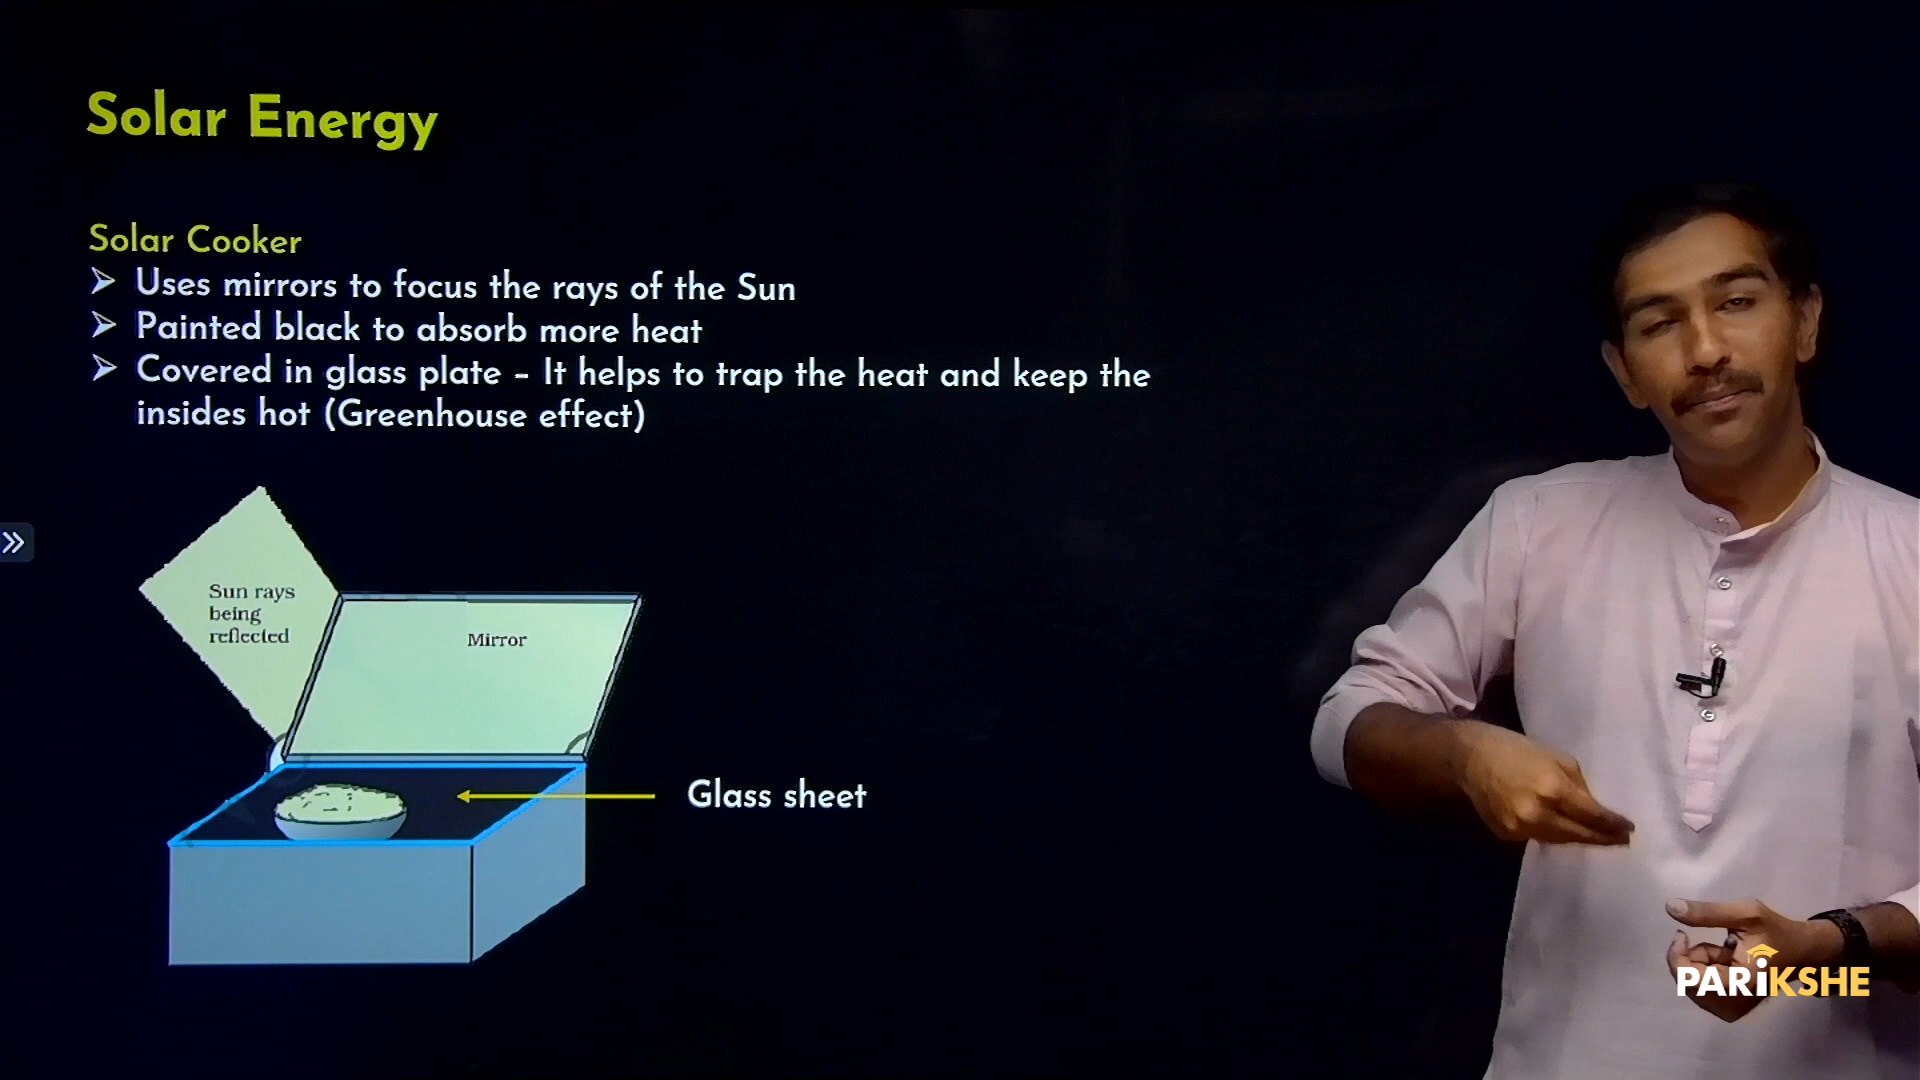 Solar Energy
Solar Cooker
➢ Uses mirrors to focus the rays of the Sun
➢ Painted black to absorb more heat
➢ Covered in glass plate – It helps to trap the heat and keep the
insides hot (Greenhouse effect)
Sun rays
being
reflected
Mirror
Glass sheet
PARiKSHE